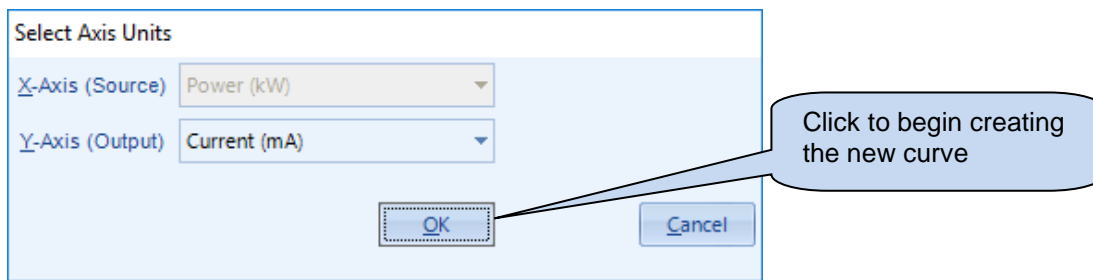 Select Axis Units
X-Axis (Source) Power (kW)
Y-Axis (Output) Current (mA)
Click to begin creating
the new curve
OK Cancel